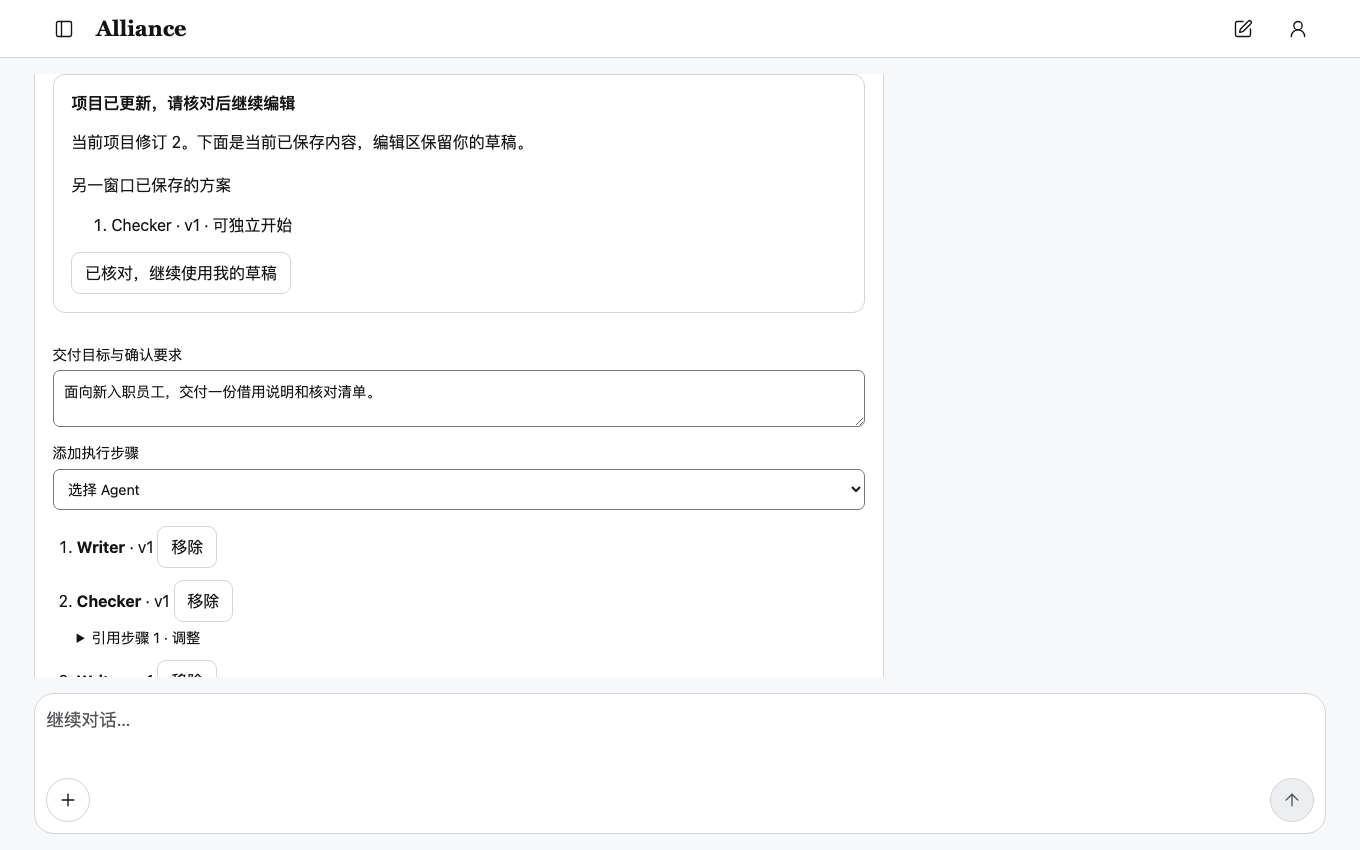 Alliance
项目已更新，请核对后继续编辑
当前项目修订 2。下面是当前已保存内容，编辑区保留你的草稿。
另一窗口已保存的方案
1. Checker · v1 · 可独立开始
已核对，继续使用我的草稿
交付目标与确认要求
面向新入职员工，交付一份借用说明和核对清单。
添加执行步骤
选择 Agent
1. Writer · v1 移除
2. Checker · v1 移除
引用步骤 1 · 调整
继续对话...